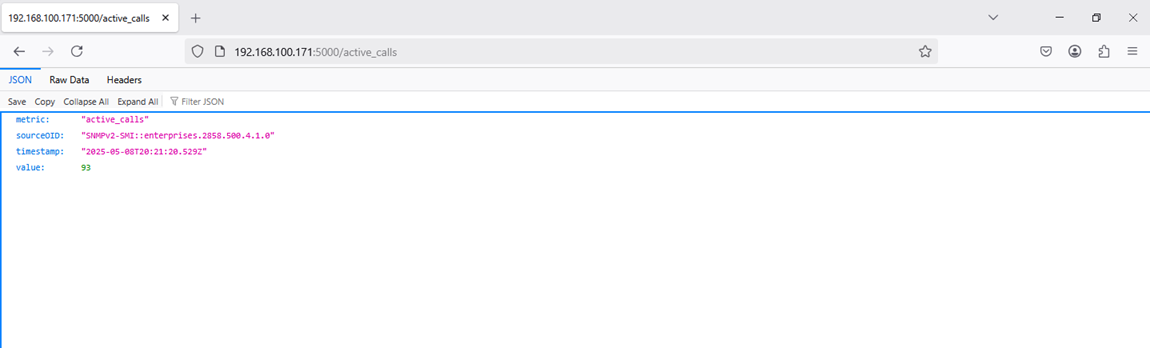 192.168.100.171:5000/active_calls
192.168.100.171:5000/active_calls
JSON Raw Data Headers
Save Copy Collapse All Expand All Filter JSON
metric: "active_calls"
sourceOID: "SNMPv2-SMI::enterprises.2858.500.4.1.0"
timestamp: "2025-05-08T20:21:20.529Z"
value: 93